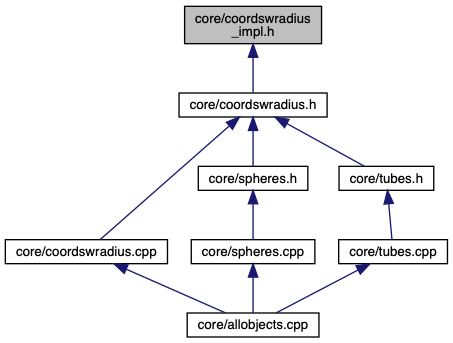 core/coordswradius
_impl.h
core/coordswradius.h
core/spheres.h
core/tubes.h
core/coordswradius.cpp
core/spheres.cpp
core/tubes.cpp
core/allobjects.cpp